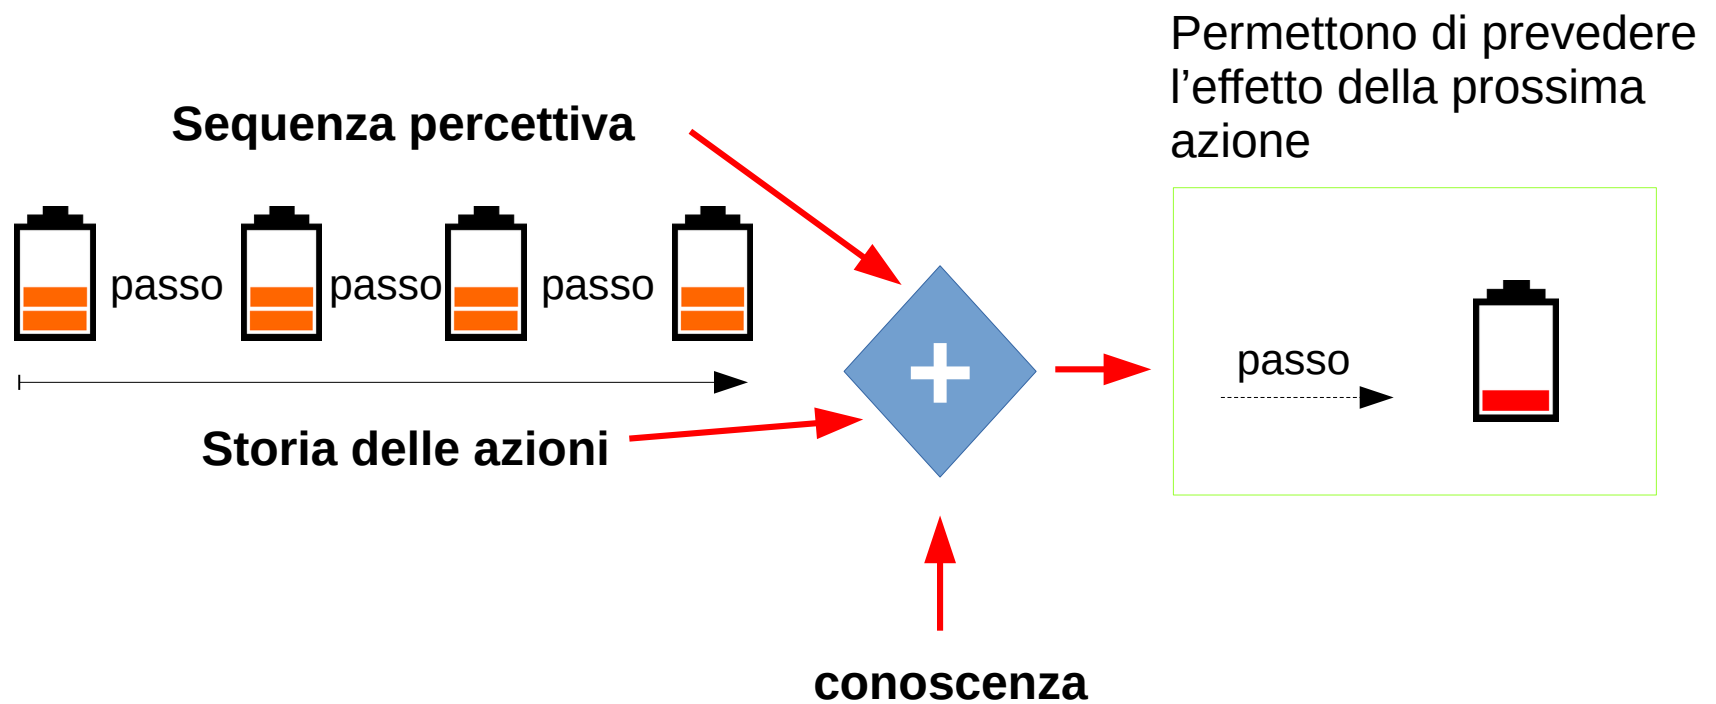 Permettono di prevedere
l’effetto della prossima
azione
Sequenza percettiva
passo
passo
passo
passo
Storia delle azioni
conoscenza